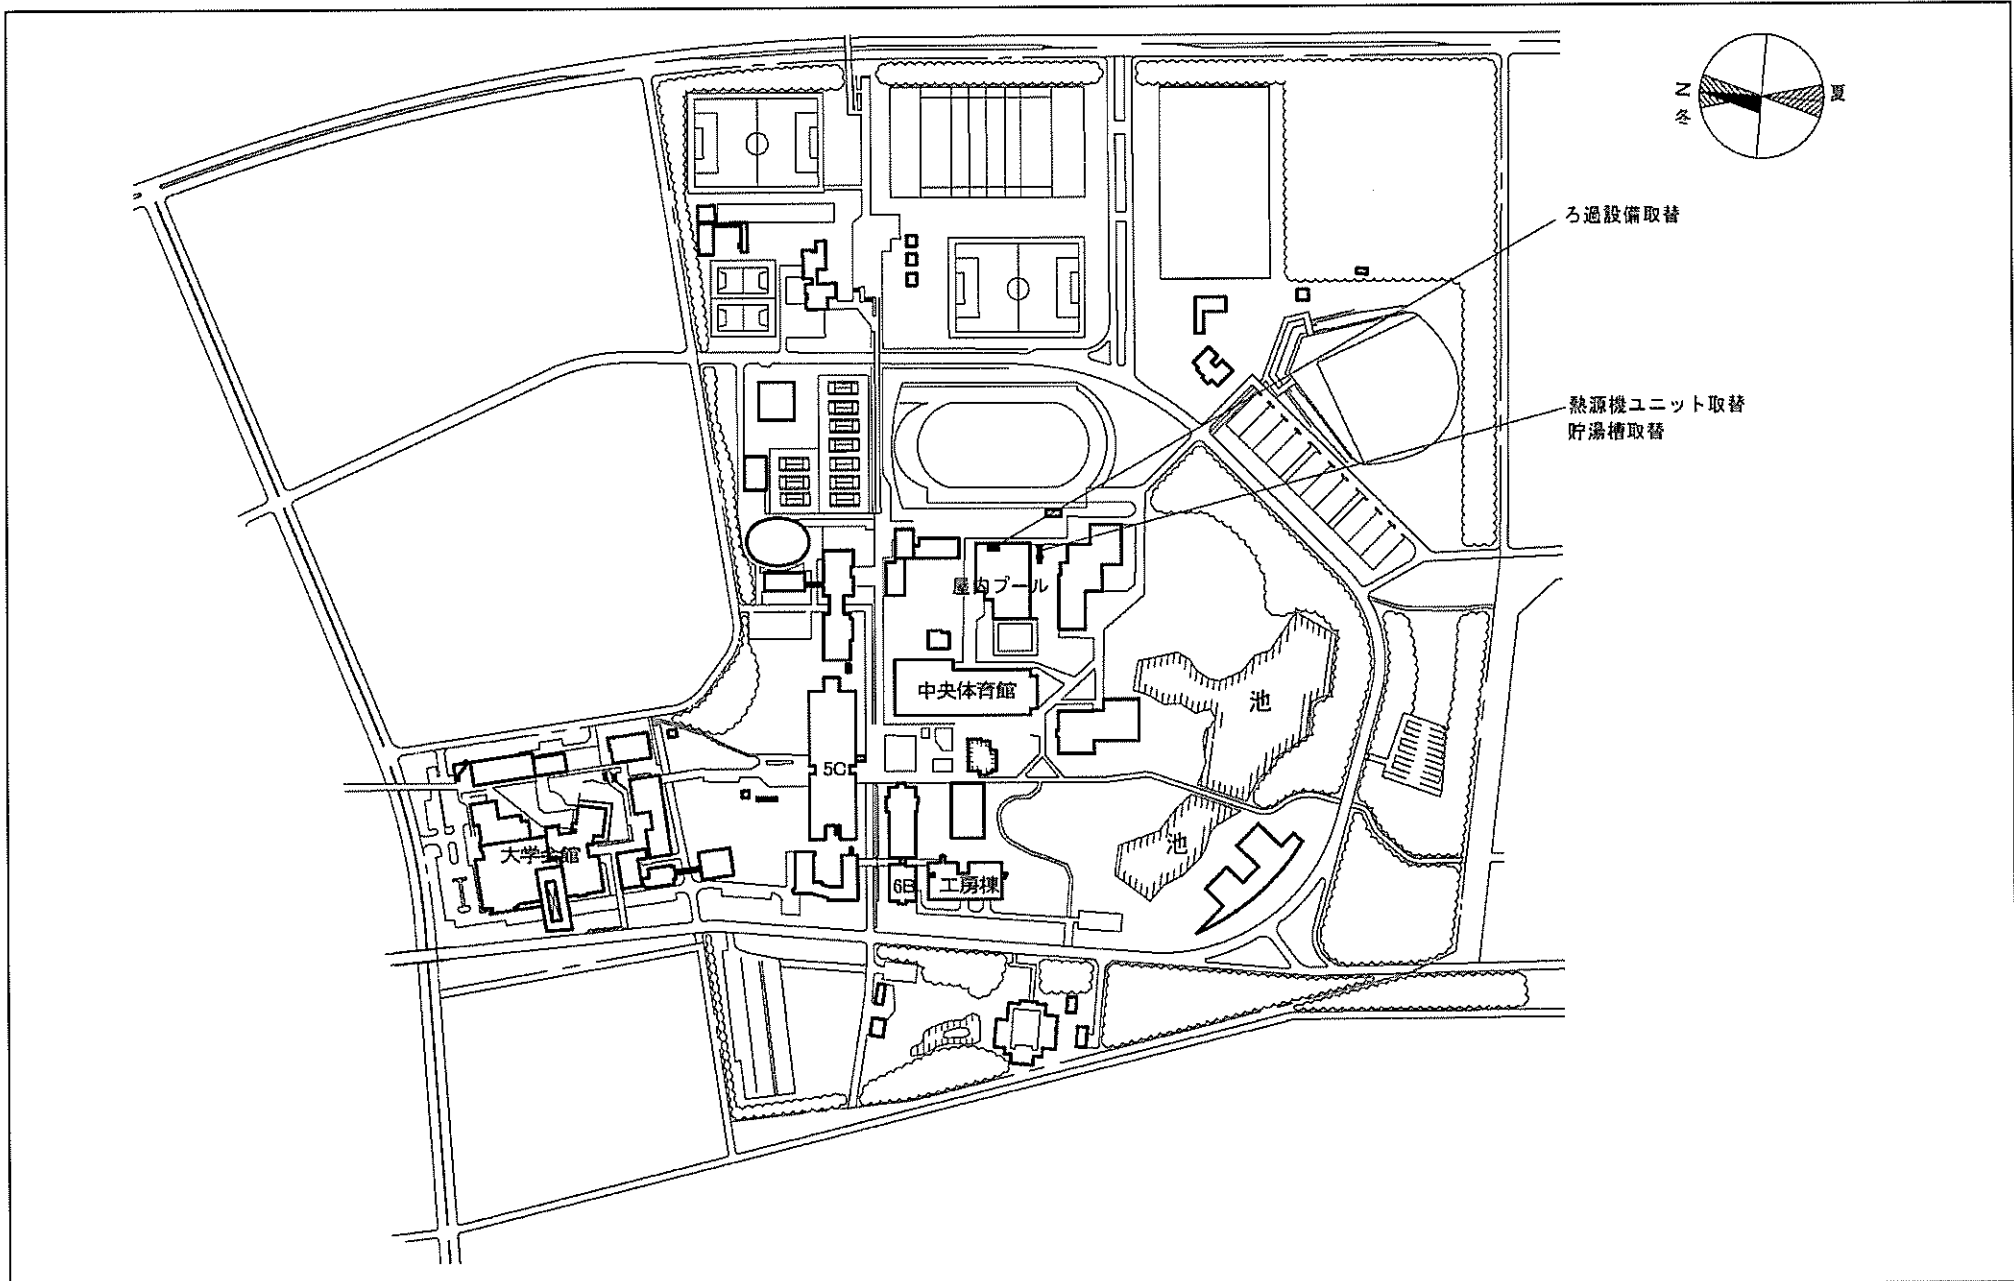 N
冬
夏
ろ過設備取替
熱源機ユニット取替
貯湯槽取替
屋内プール
中央体育館
池
5C
大学会館
池
6B
工房棟